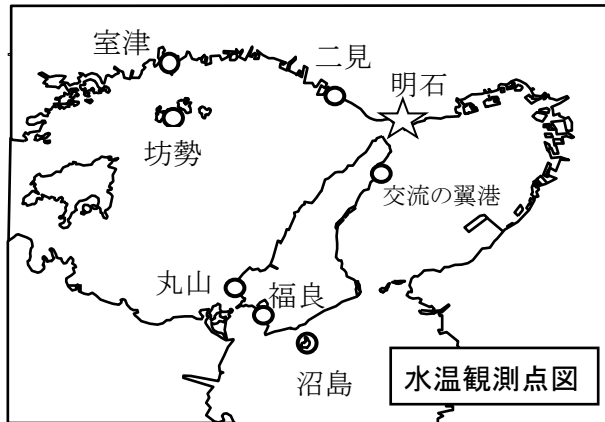 室津
二見
明石
坊勢
交流の翼港
丸山
福良
沼島
水温観測点図